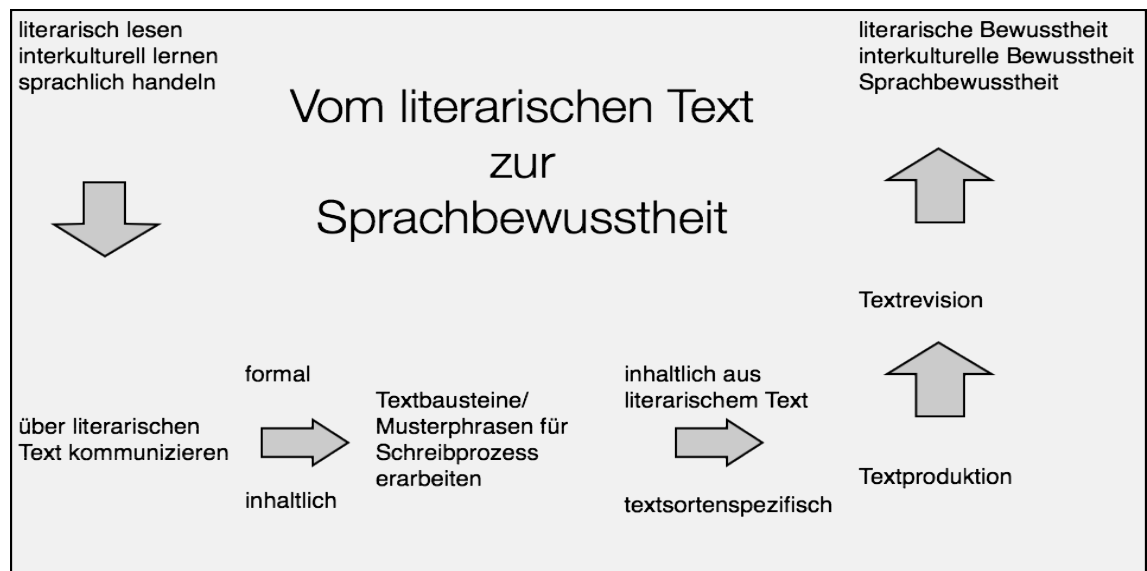 literarisch lesen
interkulturell lernen
sprachlich handeln
Vom literarischen Text
zur
Sprachbewusstheit
literarische Bewusstheit
interkulturelle Bewusstheit
Sprachbewusstheit
über literarischen
Text kommunizieren
formal
inhaltlich
Textbausteine/
Musterphrasen für
Schreibprozess
erarbeiten
inhaltlich aus
literarischem Text
textsortenspezifisch
Textrevision
Textproduktion